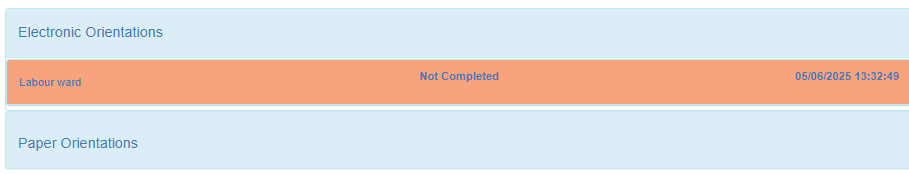 Electronic Orientations
Labour ward Not Completed 05/06/2025 13:32:49
Paper Orientations